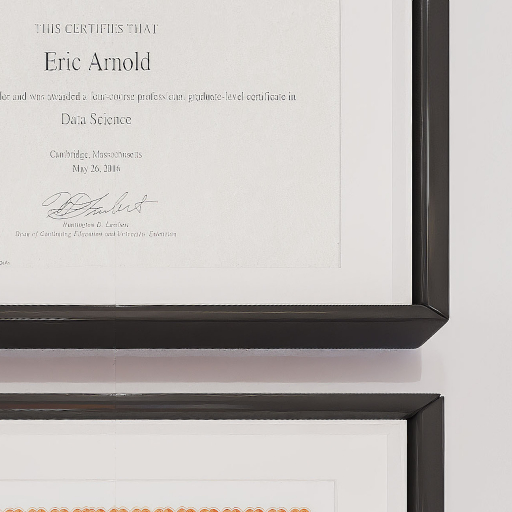 THIS CERTIFIES THAT
Eric Arnold
and was awarded a four-course professional graduate-level certificate in
Data Science
Cambridge, Massachusetts
May 26, 2016
Huntington D. Lambert
Dean of Continuing Education and University Extension